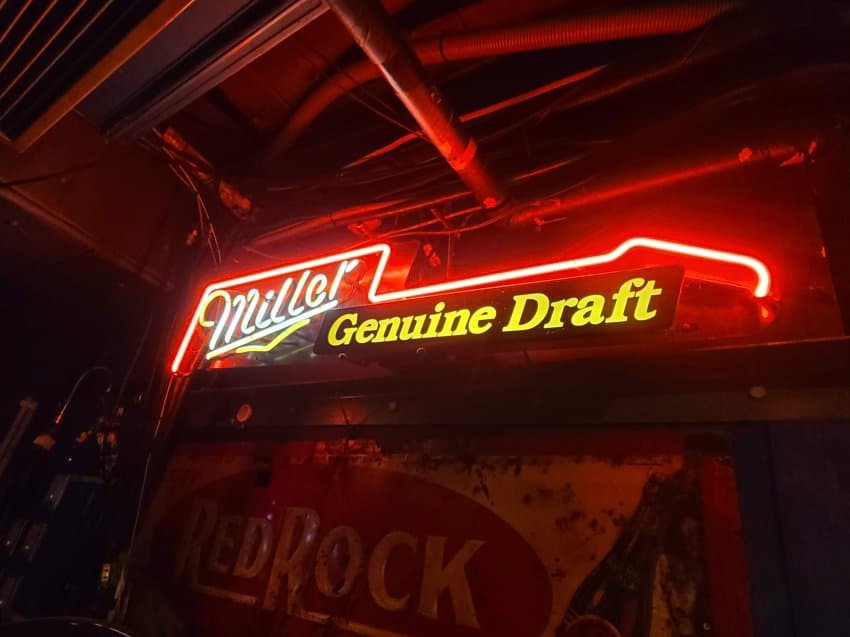 Miller
Genuine Draft
RED ROCK